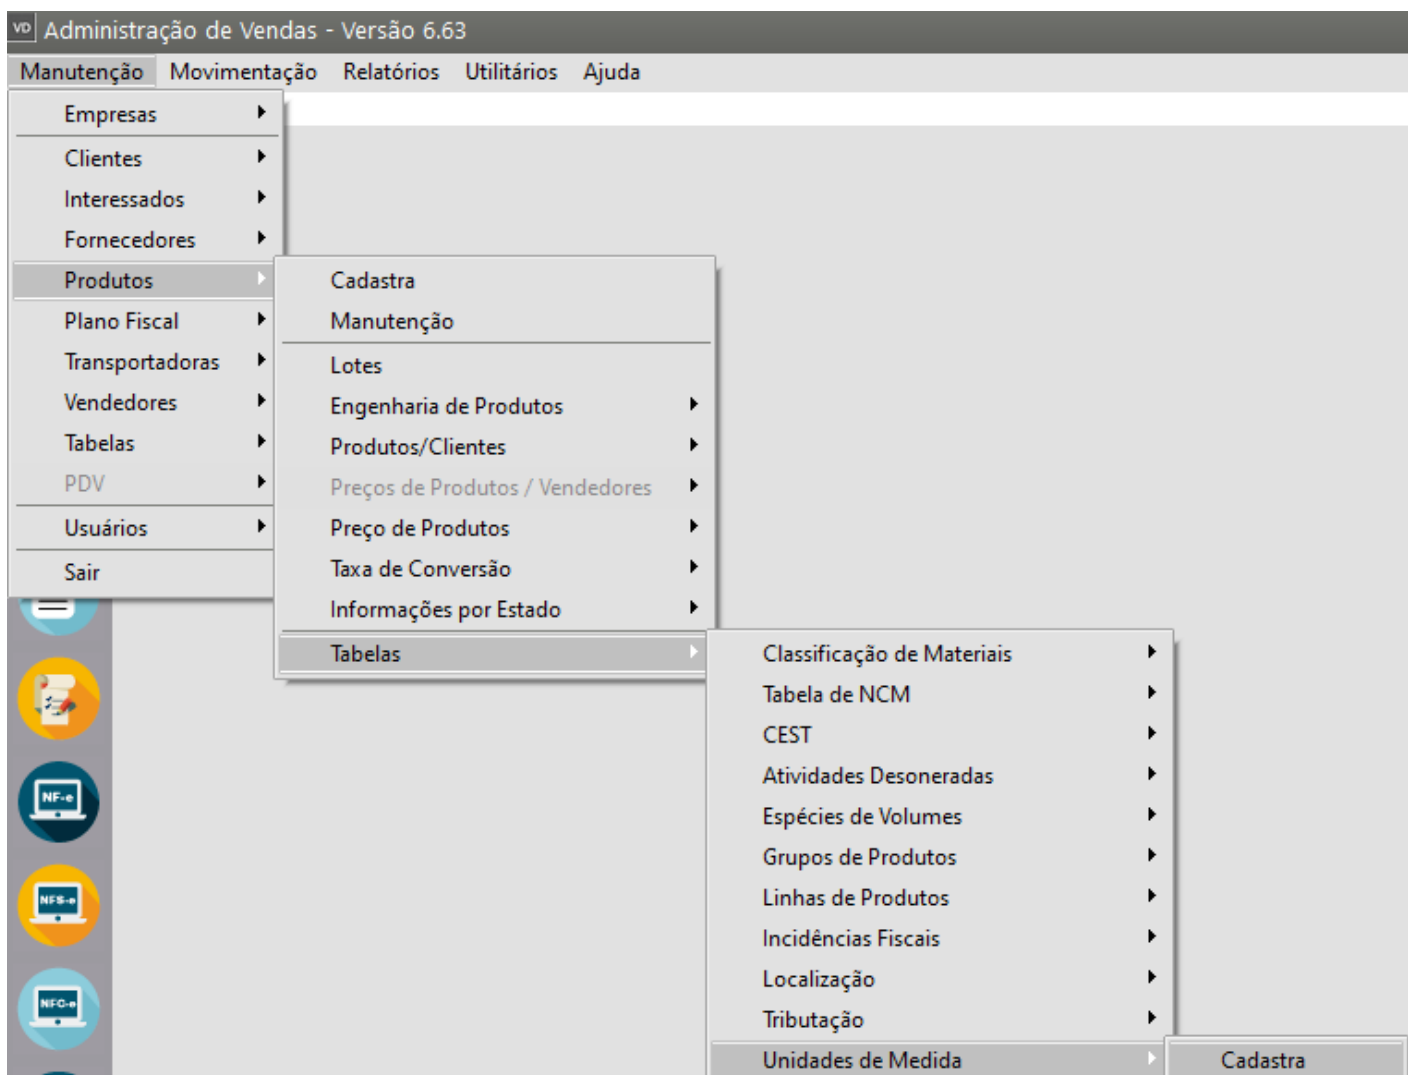 VD Administração de Vendas - Versão 6.63
Manutenção Movimentação Relatórios Utilitários Ajuda
Empresas
Clientes
Interessados
Fornecedores
Produtos
Plano Fiscal
Transportadoras
Vendedores
Tabelas
PDV
Usuários
Sair
Cadastra
Manutenção
Lotes
Engenharia de Produtos
Produtos/Clientes
Preços de Produtos / Vendedores
Preço de Produtos
Taxa de Conversão
Informações por Estado
Tabelas
Classificação de Materiais
Tabela de NCM
CEST
Atividades Desoneradas
Espécies de Volumes
Grupos de Produtos
Linhas de Produtos
Incidências Fiscais
Localização
Tributação
Unidades de Medida
Cadastra
NF-e
NFS-e
NFC-e